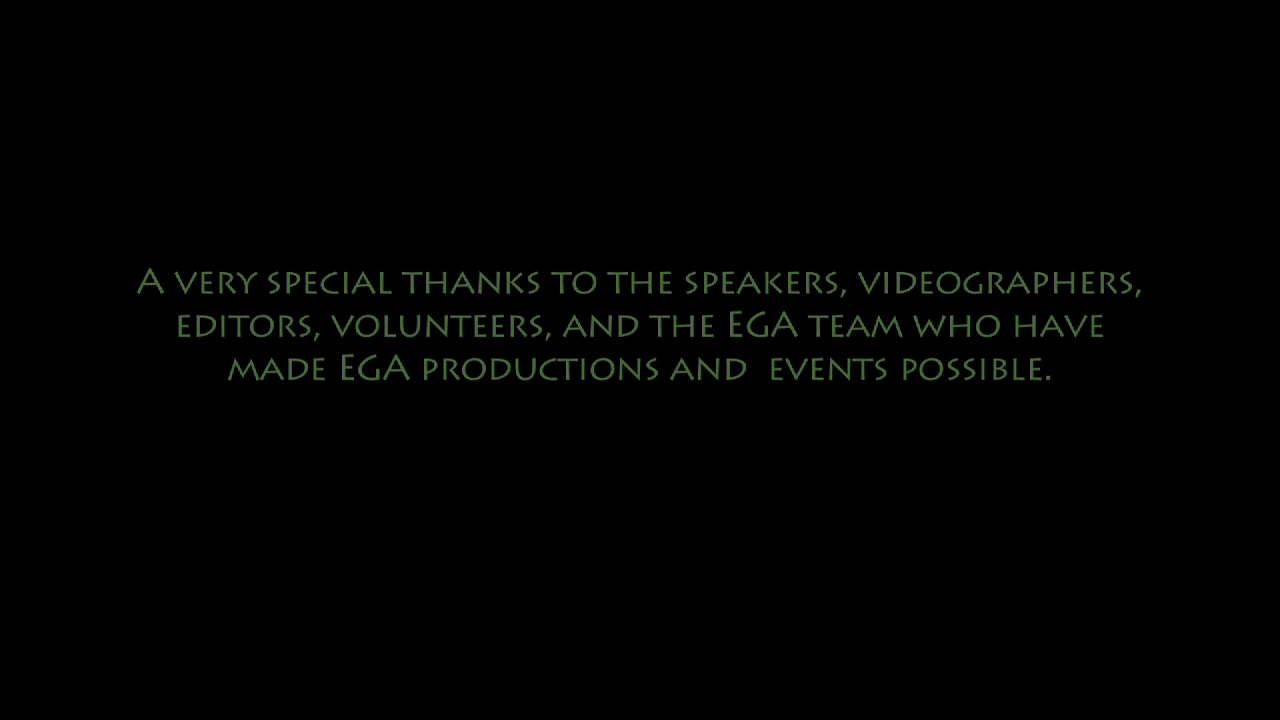 A very special thanks to the speakers, videographers,
editors, volunteers, and the EGA team who have
made EGA productions and  events possible.